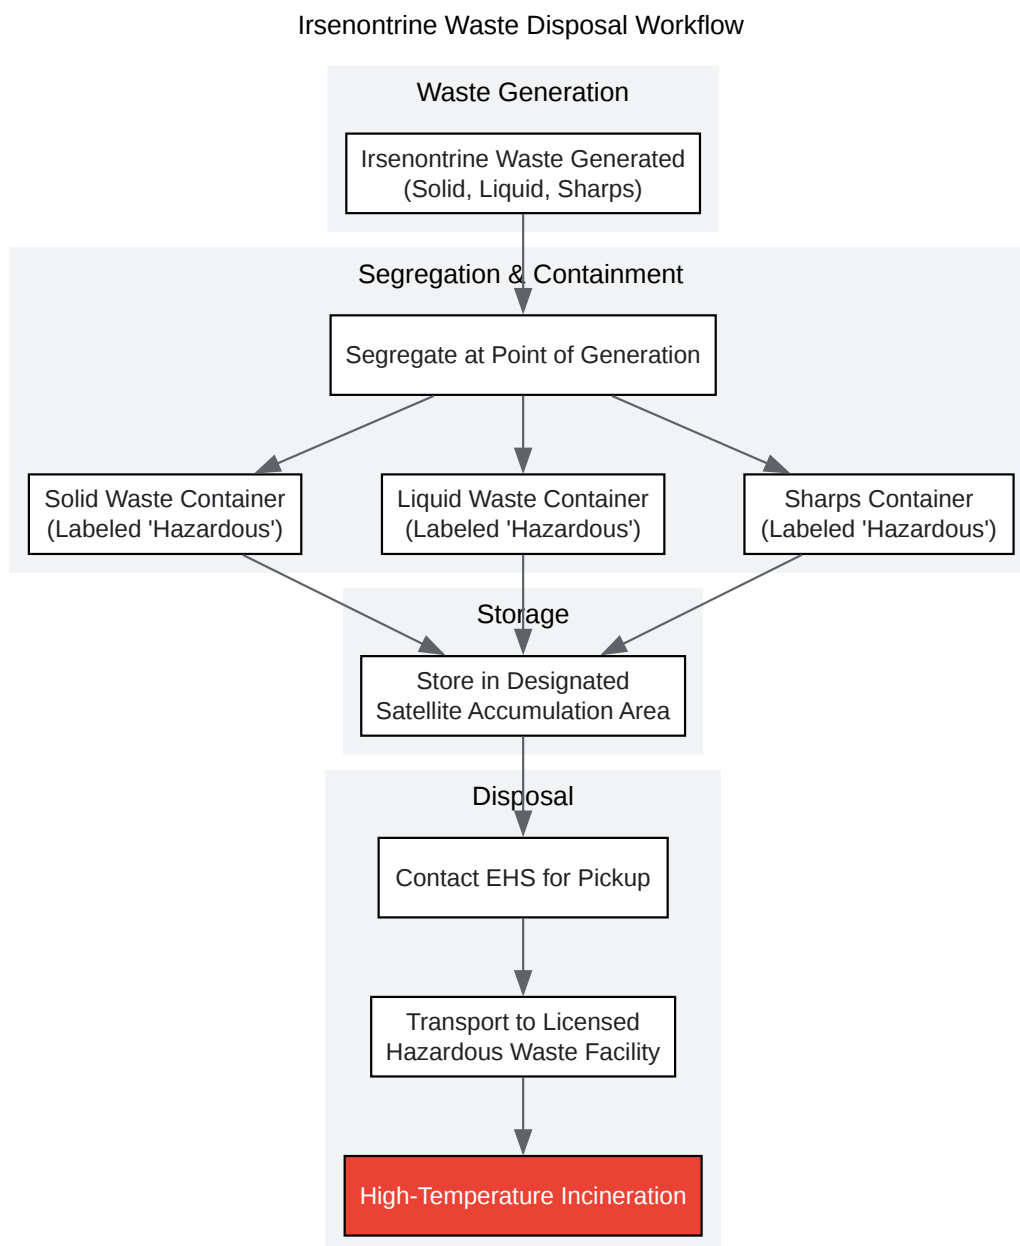 Irsenontrine Waste Disposal Workflow
Waste Generation
Irsenontrine Waste Generated
(Solid, Liquid, Sharps)
Segregation & Containment
Segregate at Point of Generation
Solid Waste Container
(Labeled 'Hazardous')
Liquid Waste Container
(Labeled 'Hazardous')
Sharps Container
(Labeled 'Hazardous')
Storage
Store in Designated
Satellite Accumulation Area
Disposal
Contact EHS for Pickup
Transport to Licensed
Hazardous Waste Facility
High-Temperature Incineration